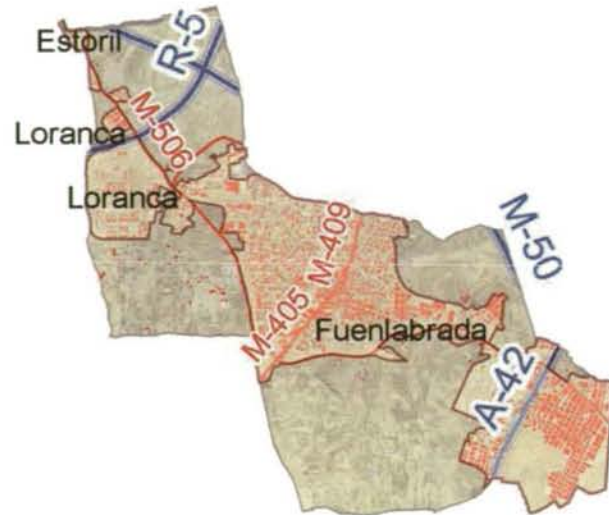 Estoril
R-5
Loranca
M-506
Loranca
M-409
M-50
M-405
Fuenlabrada
A-42